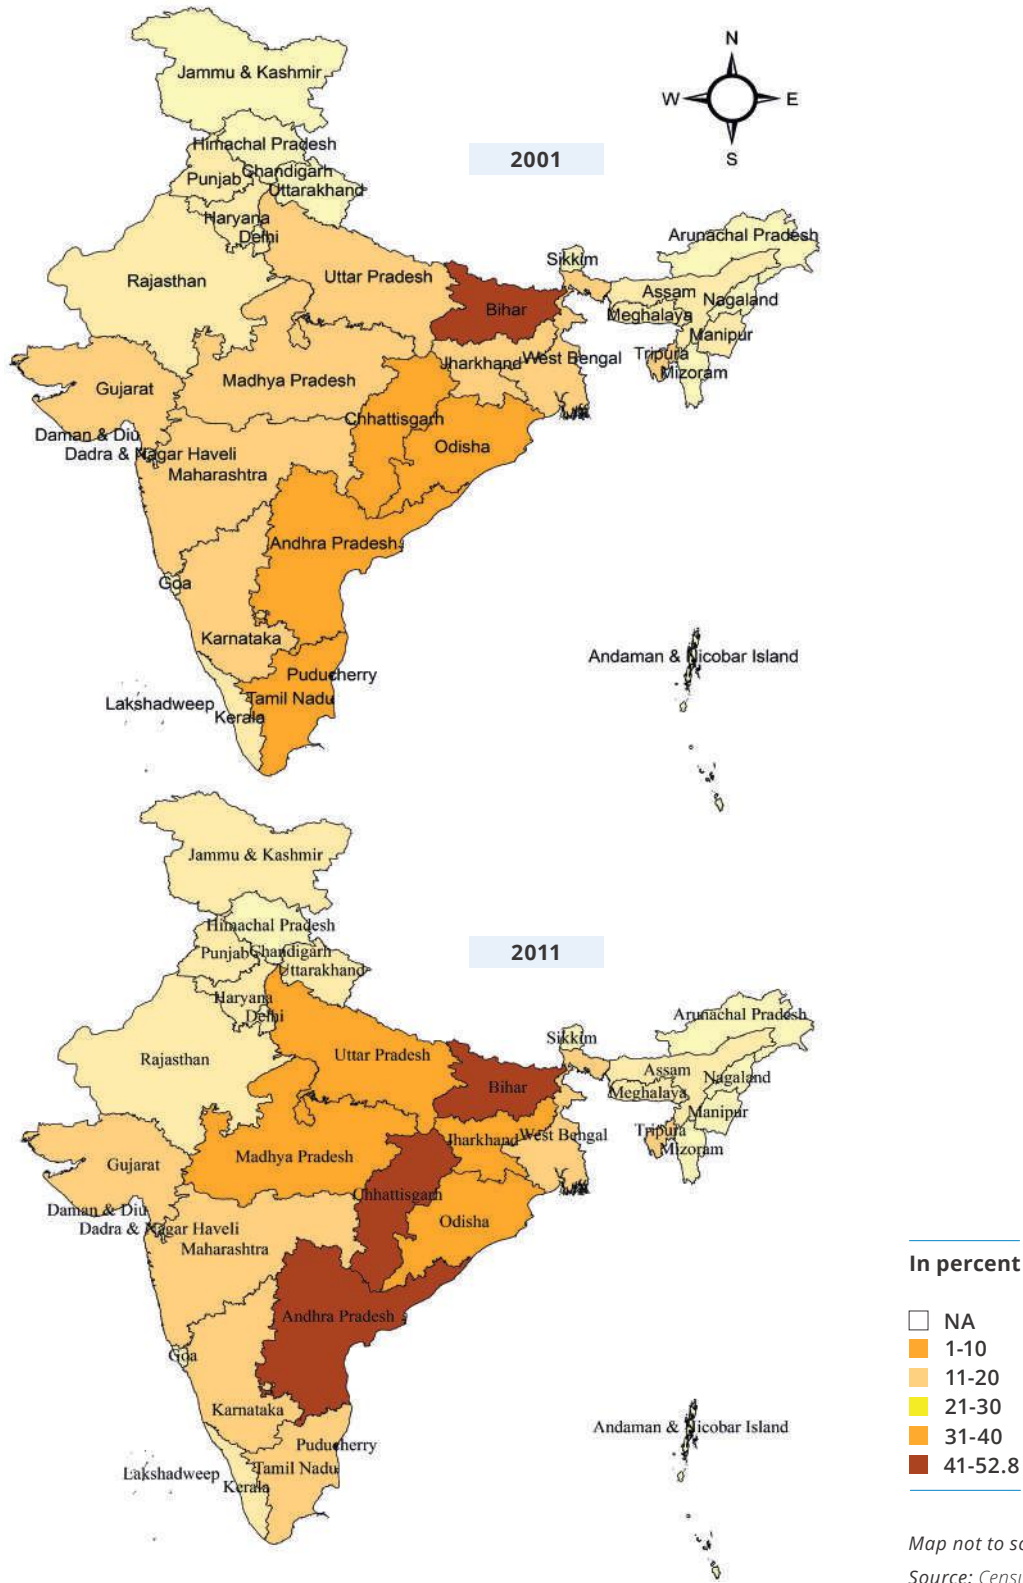 Jammu & Kashmir
N
W E
S
2001
Himachal Pradesh
Chandigarh
Punjab
Uttarakhand
Haryana
Delhi
Arunachal Pradesh
Sikkim
Rajasthan
Uttar Pradesh
Assam
Nagaland
Bihar
Meghalaya
Manipur
Tripura
Jharkhand
West Bengal
Mizoram
Madhya Pradesh
Gujarat
Chhattisgarh
Daman & Diu
Odisha
Dadra & Nagar Haveli
Maharashtra
Andhra Pradesh
Goa
Karnataka
Andaman & Nicobar Island
Puducherry
Lakshadweep
Tamil Nadu
Kerala
Jammu & Kashmir
Himachal Pradesh
2011
Punjab
Chandigarh
Uttarakhand
Haryana
Delhi
Arunachal Pradesh
Sikkim
Rajasthan
Uttar Pradesh
Assam
Nagaland
Bihar
Meghalaya
Manipur
Tripura
Jharkhand
West Bengal
Mizoram
Madhya Pradesh
Gujarat
Chhattisgarh
Daman & Diu
Odisha
Dadra & Nagar Haveli
Maharashtra
Andhra Pradesh
Goa
Karnataka
Andaman & Nicobar Island
Puducherry
Lakshadweep
Tamil Nadu
Kerala
In percent
NA
1-10
11-20
21-30
31-40
41-52.8
Map not to
Source: